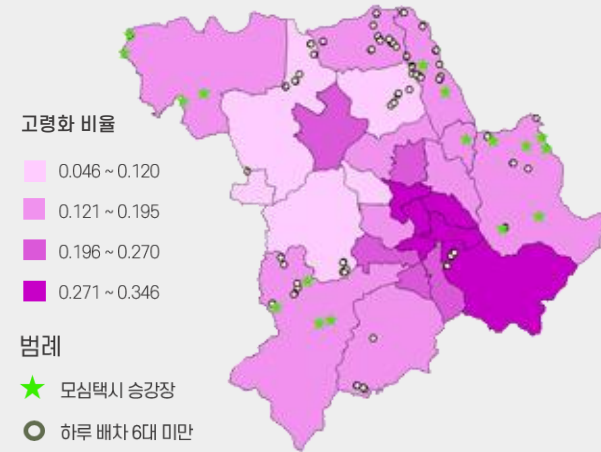 고령화 비율
0.046 ~ 0.120
0.121 ~ 0.195
0.196 ~ 0.270
0.271 ~ 0.346
범례
모심택시 승강장
하루 배차 6대 미만